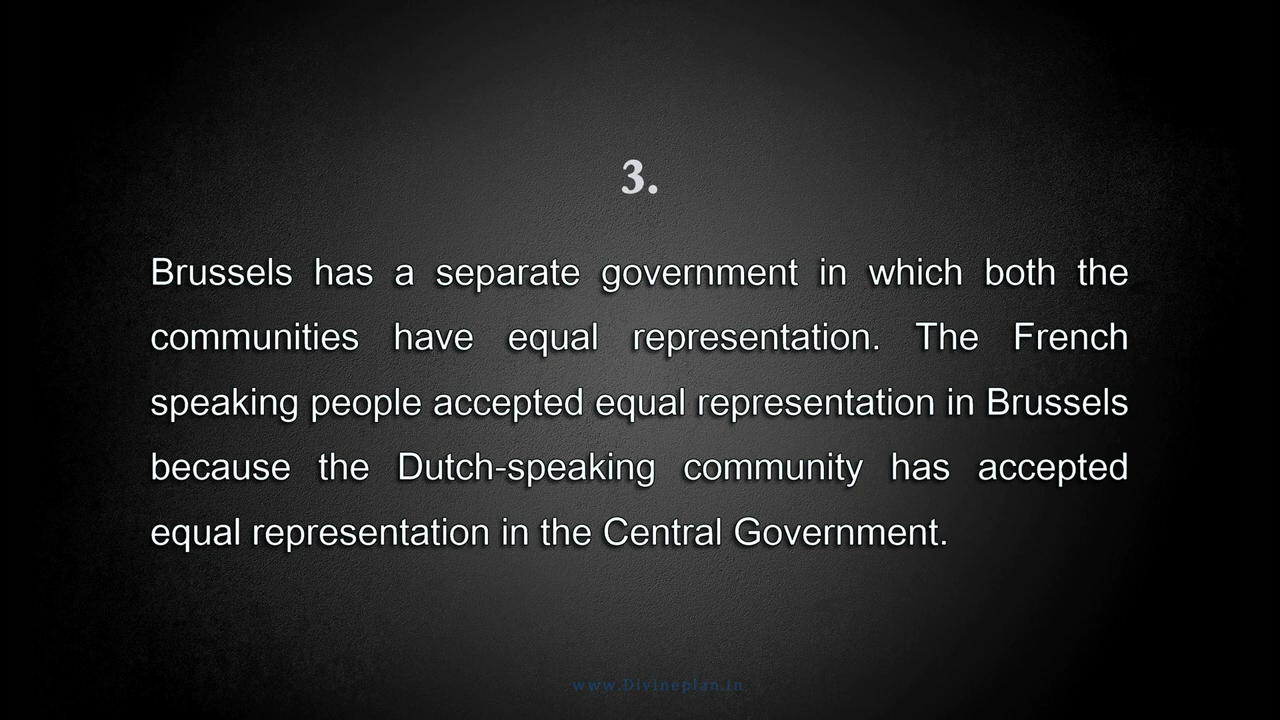 3.
Brussels has a separate government in which both the
communities have equal representation. The French
speaking people accepted equal representation in Brussels
because the Dutch-speaking community has accepted
equal representation in the Central Government.
www.Divineplan.in